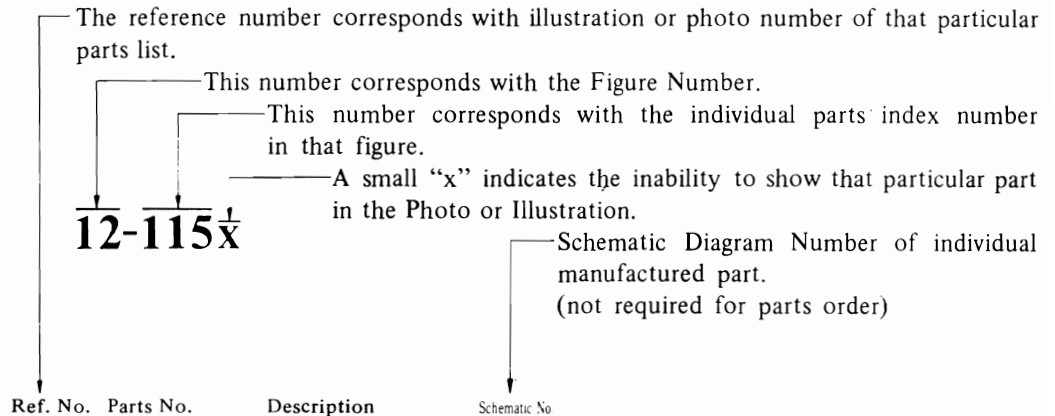 The reference number corresponds with illustration or photo number of that particular
parts list.
This number corresponds with the Figure Number.
This number corresponds with the individual parts index number
in that figure.
A small “x” indicates the inability to show that particular part
in the Photo or Illustration.
12-115x
Schematic Diagram Number of individual
manufactured part.
(not required for parts order)
Ref. No. Parts No. Description Schematic No.